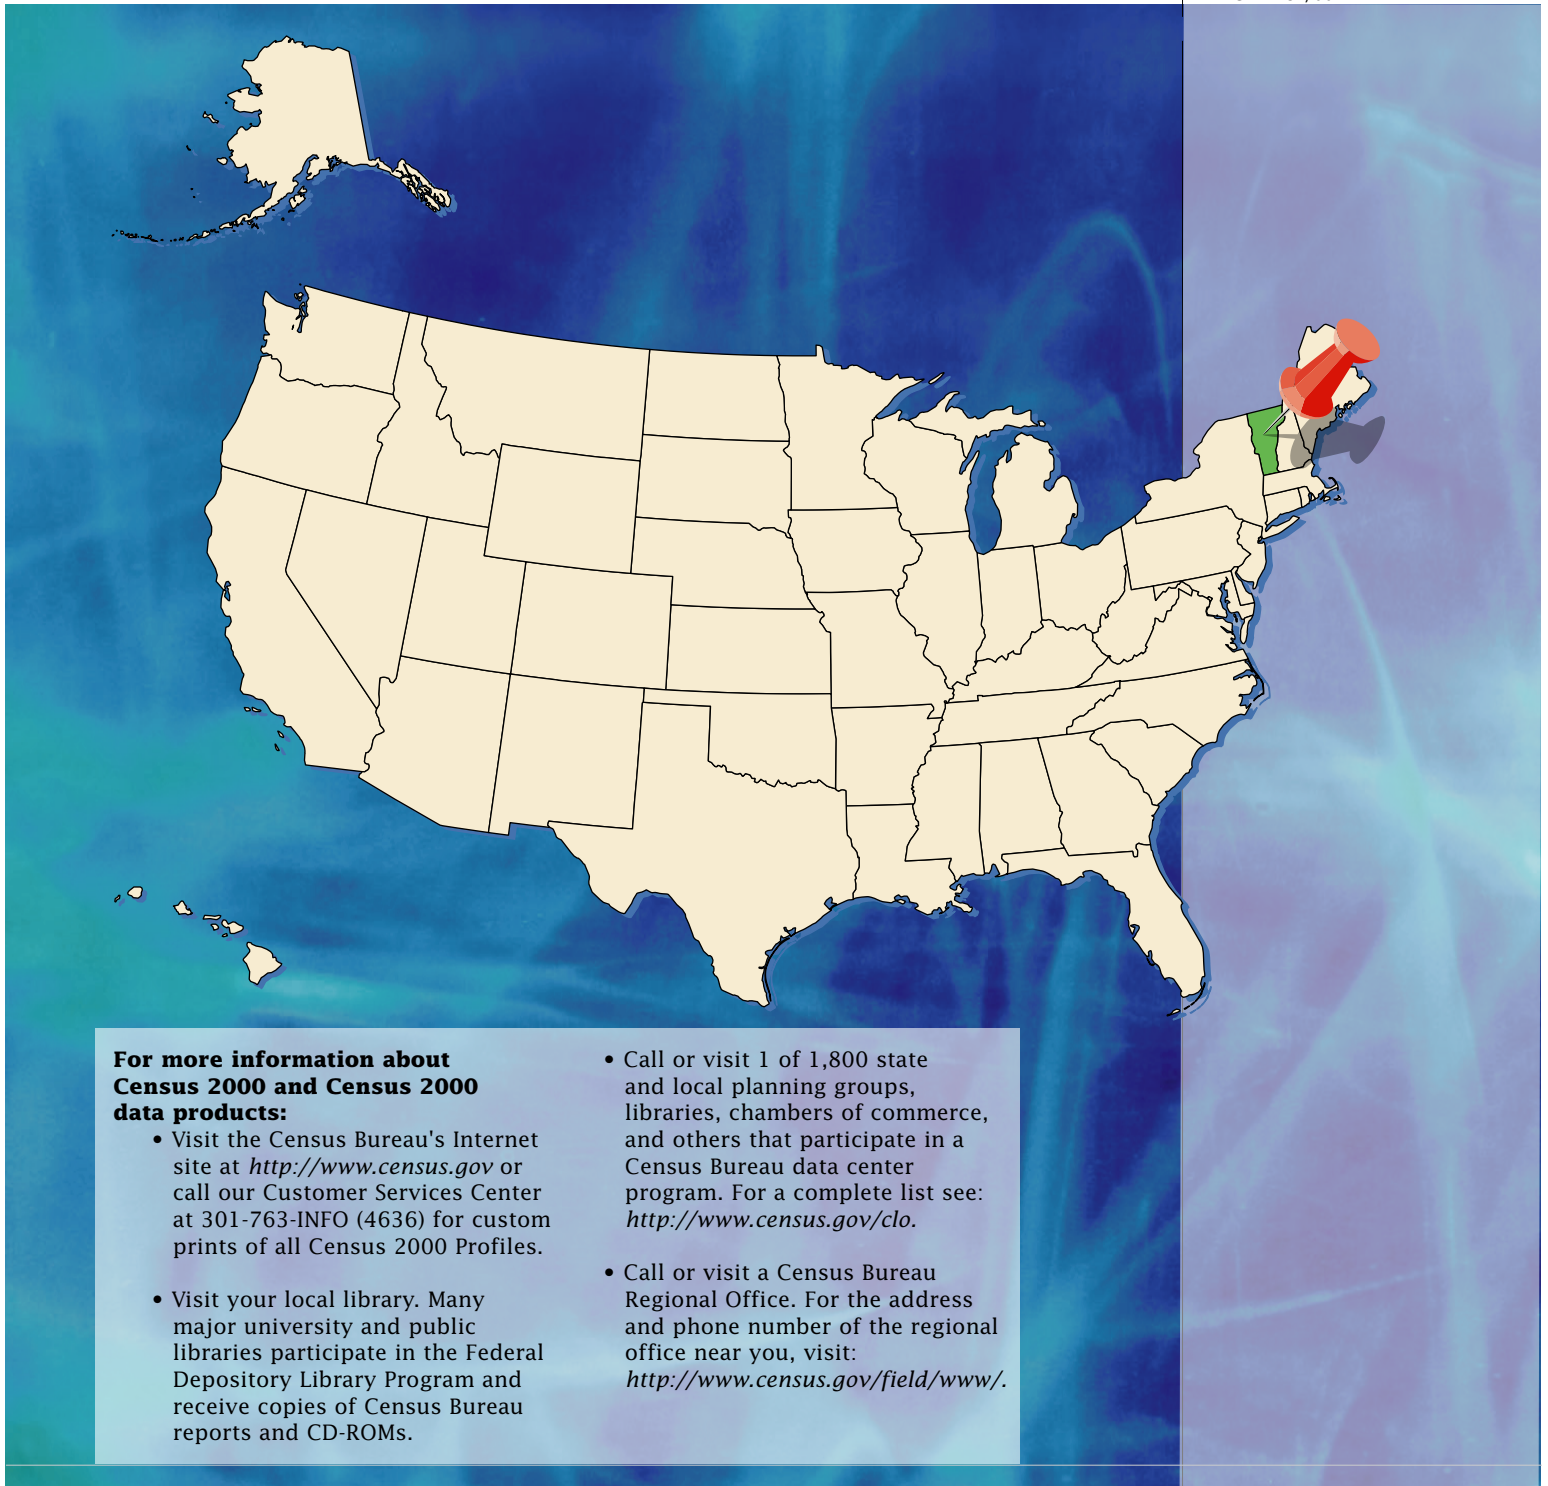 For more information about
Census 2000 and Census 2000
data products:
• Visit the Census Bureau's Internet
site at http://www.census.gov or
call our Customer Services Center
at 301-763-INFO (4636) for custom
prints of all Census 2000 Profiles.
• Visit your local library. Many
major university and public
libraries participate in the Federal
Depository Library Program and
receive copies of Census Bureau
reports and CD-ROMs.
• Call or visit 1 of 1,800 state
and local planning groups,
libraries, chambers of commerce,
and others that participate in a
Census Bureau data center
program. For a complete list see:
http://www.census.gov/clo.
• Call or visit a Census Bureau
Regional Office. For the address
and phone number of the regional
office near you, visit:
http://www.census.gov/field/www/.